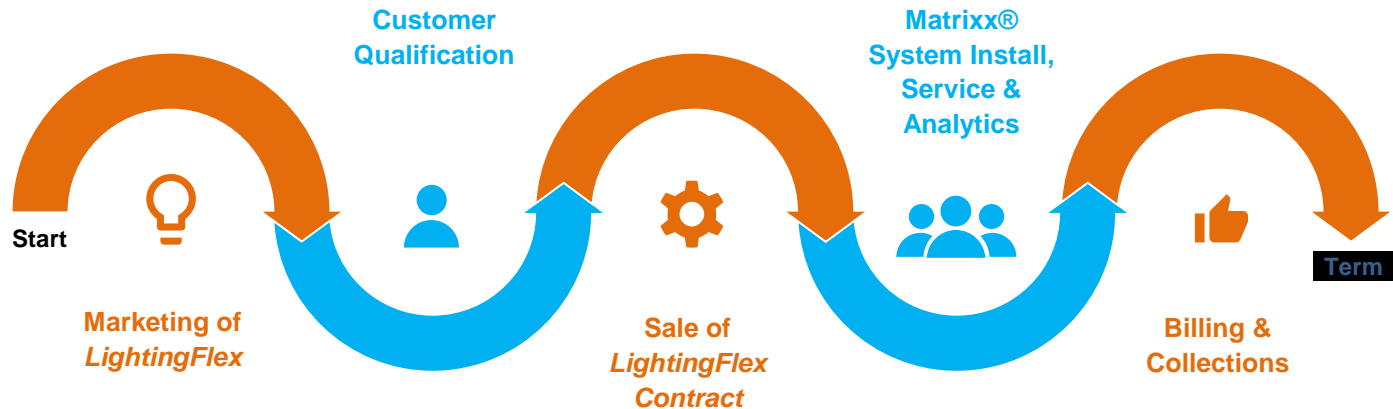 Customer
Qualification
Matrixx®
System Install,
Service &
Analytics
Start
Term
Marketing of
LightingFlex
Sale of
LightingFlex
Contract
Billing &
Collections